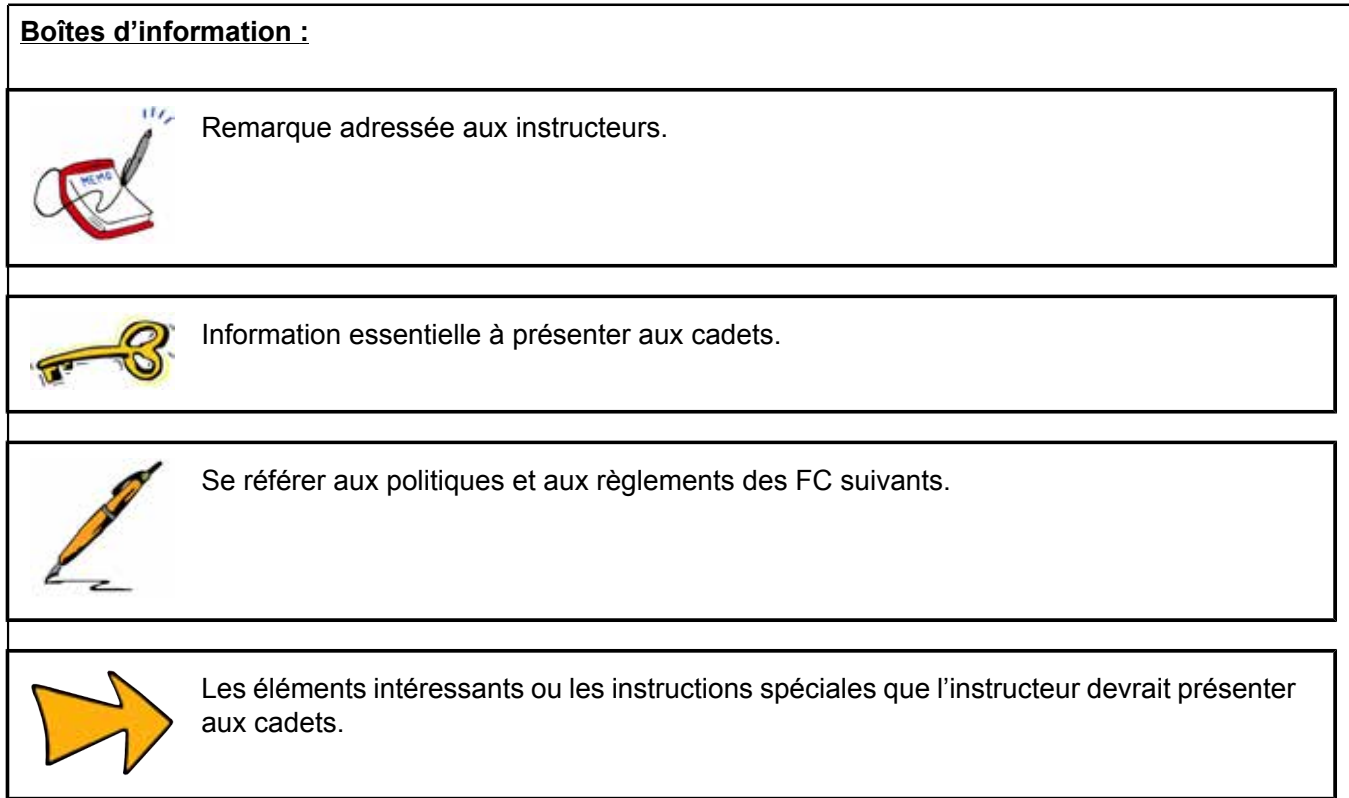 Boîtes d’information :
Remarque adressée aux instructeurs.
MEMO
Information essentielle à présenter aux cadets.
Se référer aux politiques et aux règlements des FC suivants.
Les éléments intéressants ou les instructions spéciales que l’instructeur devrait présenter
aux cadets.